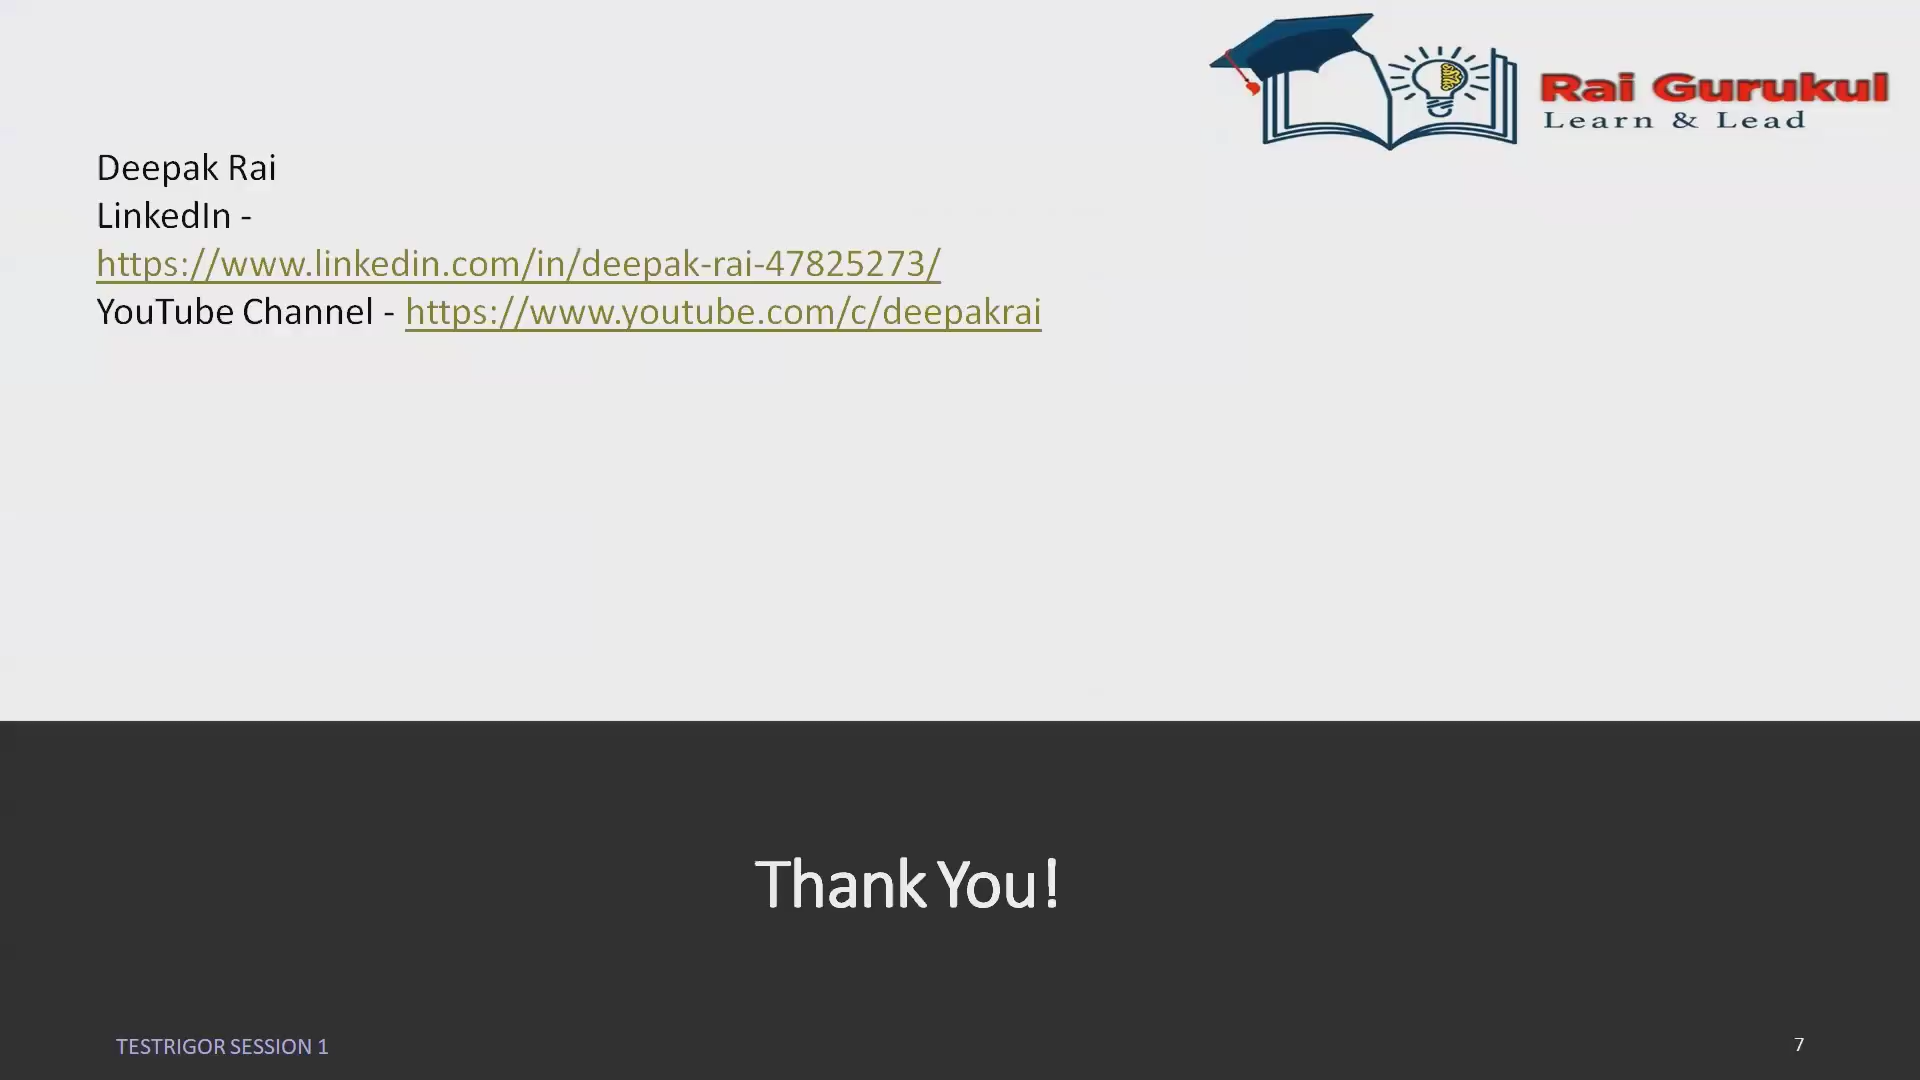 Rai Gurukul
Learn & Lead
Deepak Rai
LinkedIn -
https://www.linkedin.com/in/deepak-rai-47825273/
YouTube Channel - https://www.youtube.com/c/deepakrai
Thank You!
TESTRIGOR SESSION 1
7